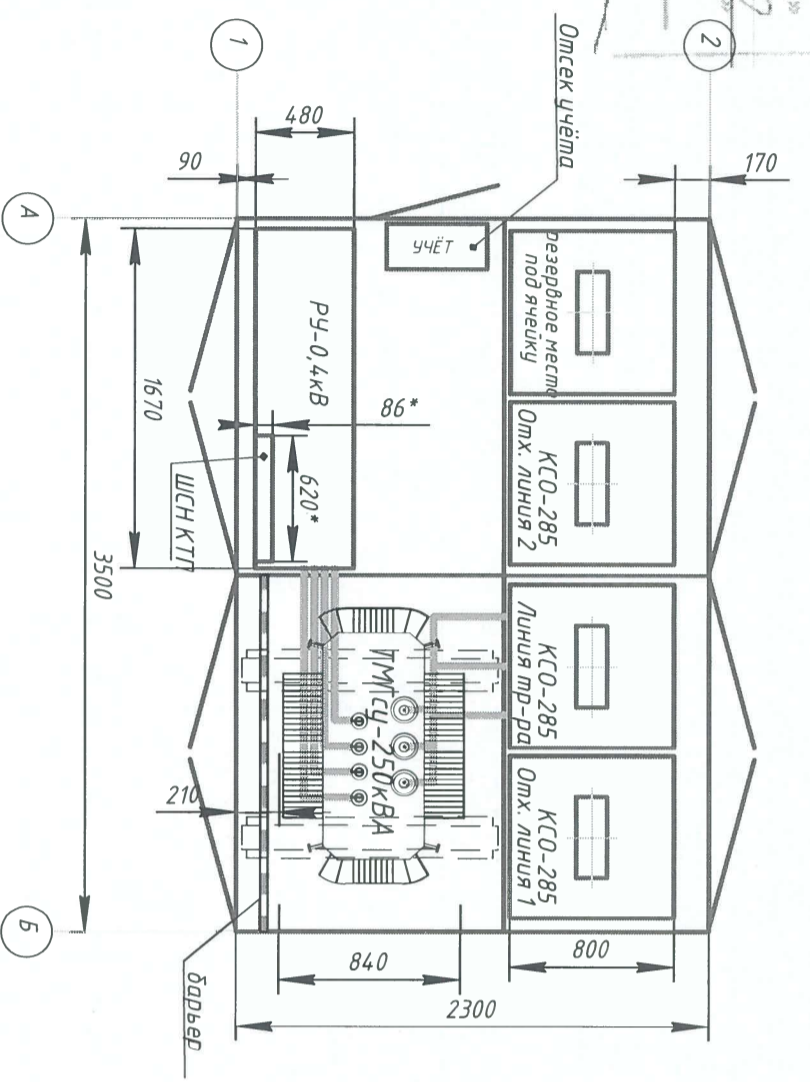 2
1
А
Б
170
Отсек учёта
480
90
УЧЁТ
Резервное место
под ячейку
КСО-285
Отх. линия 2
КСО-285
Линия тр-ра
КСО-285
Отх. линия 1
РУ-0,4кВ
86*
620*
ШСН КТП
1670
3500
ТМГсу-250кВА
210
барьер
840
800
2300